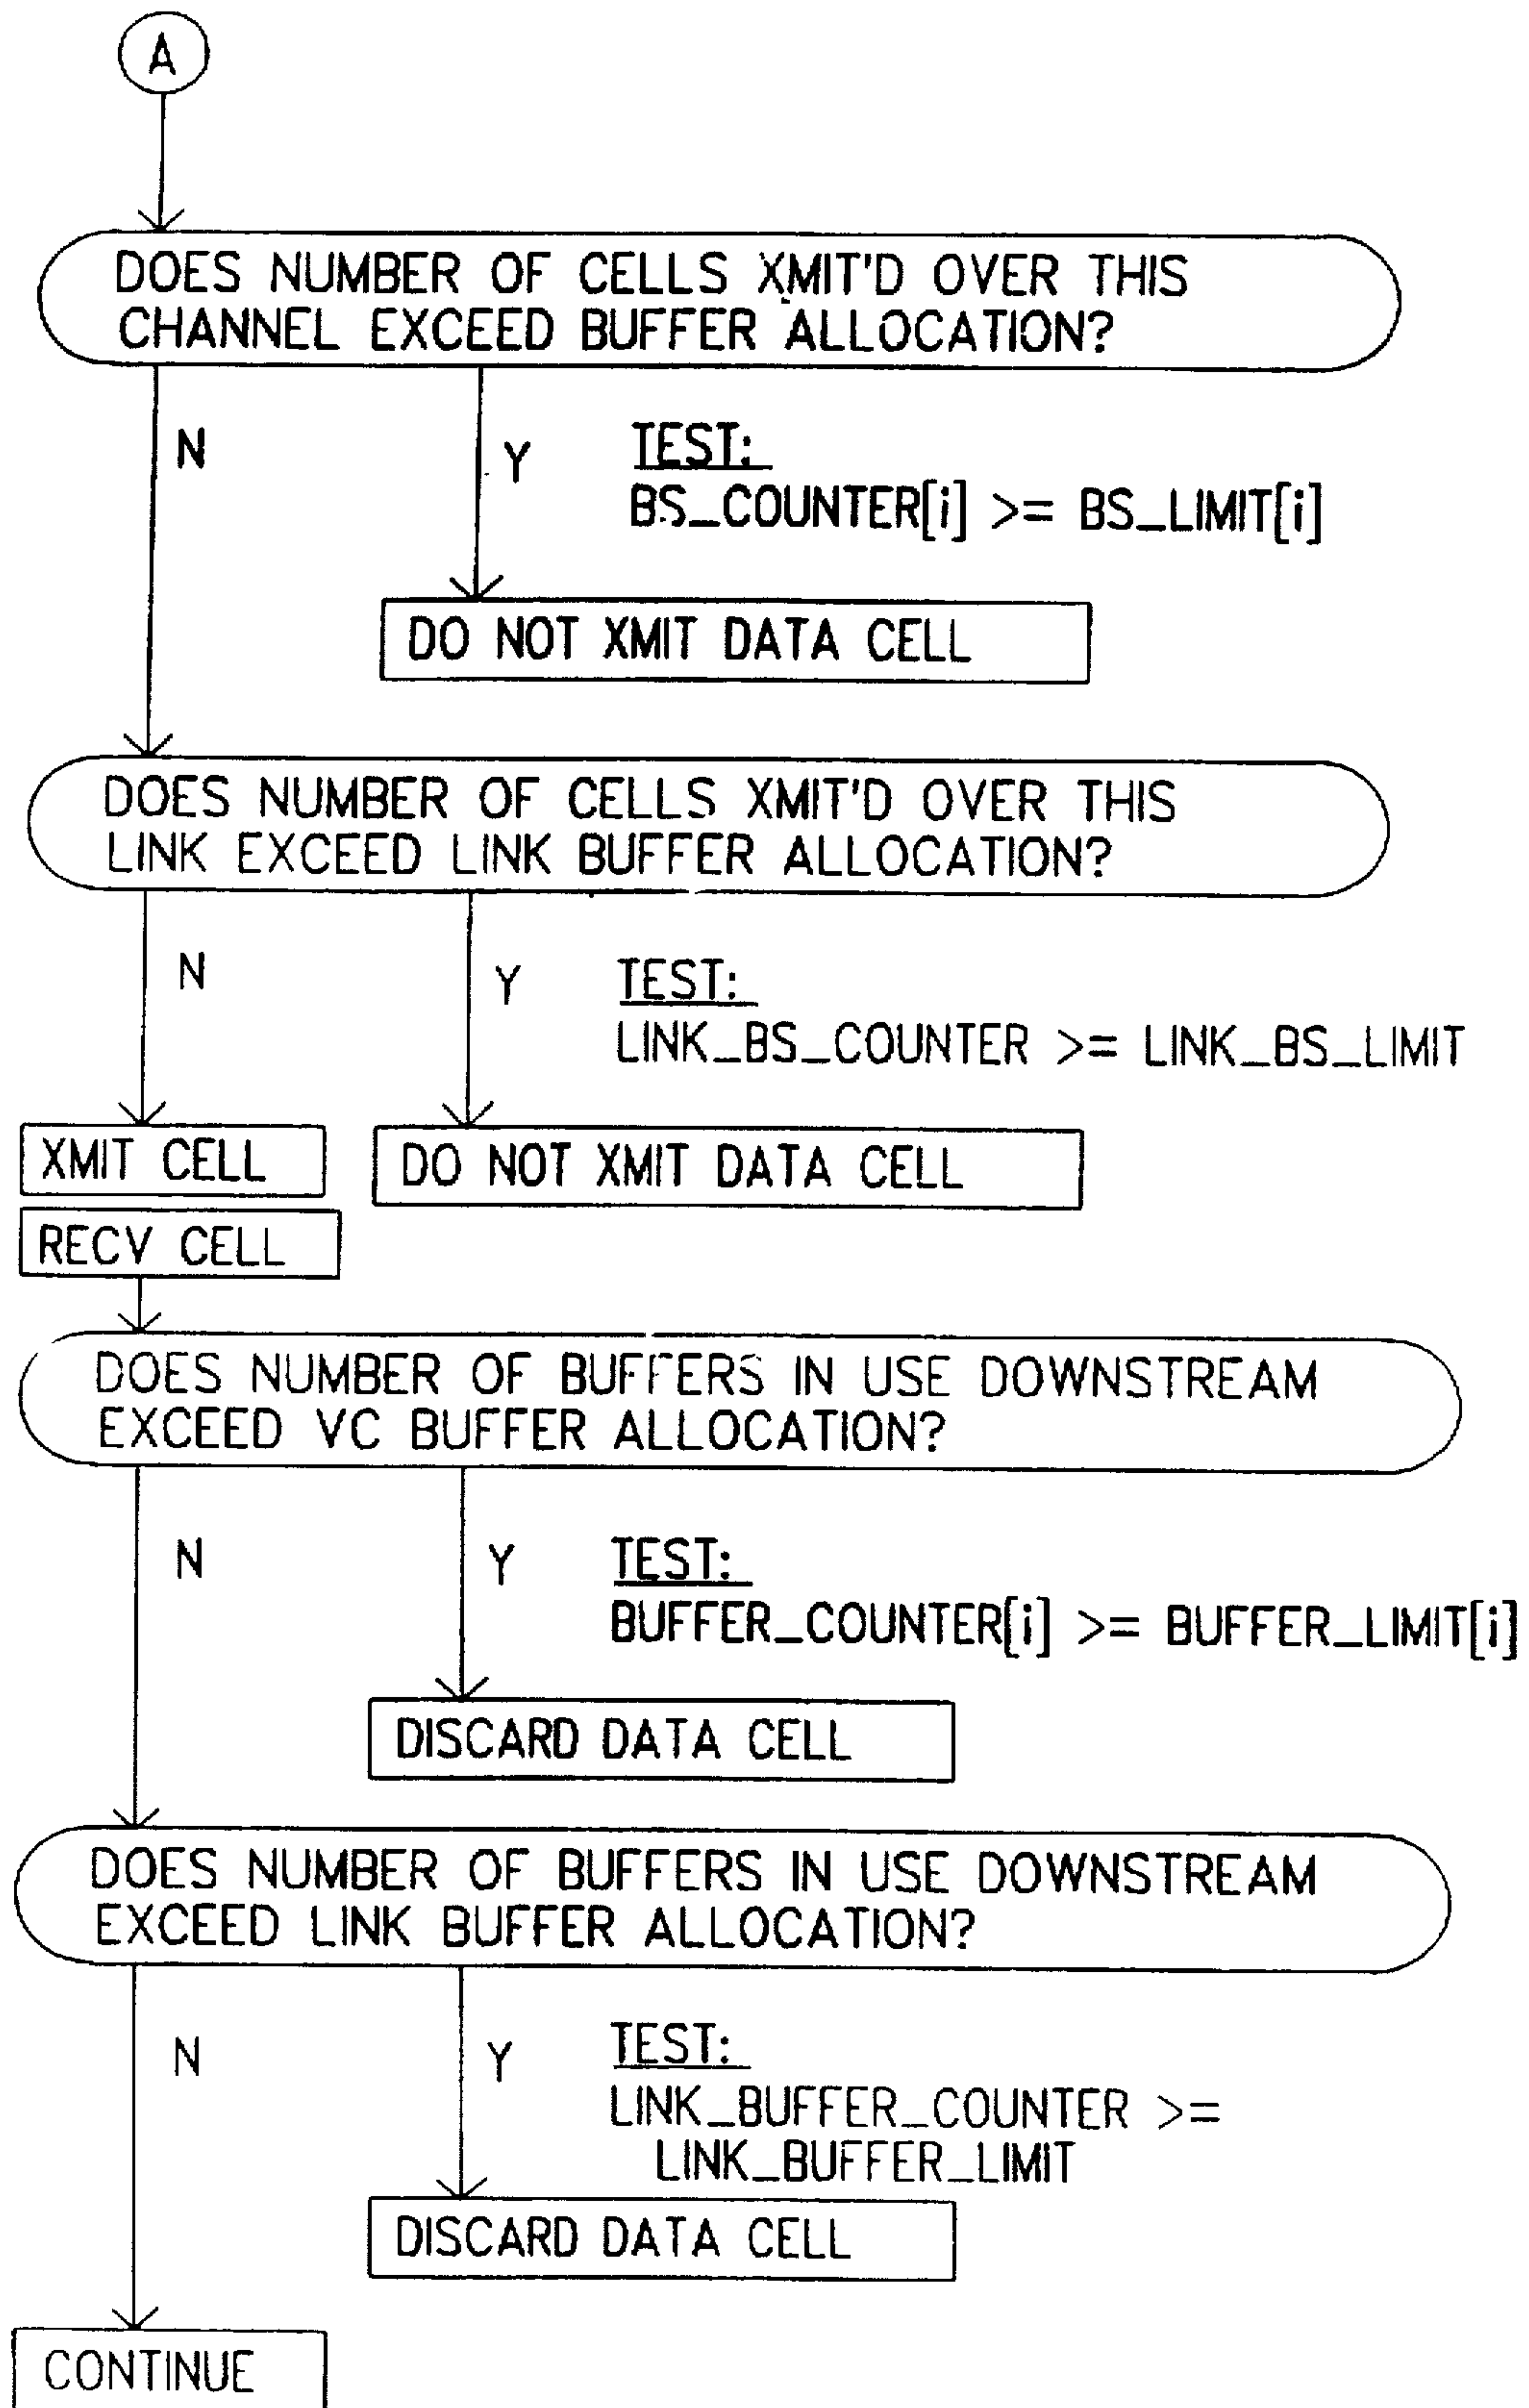 A
DOES NUMBER OF CELLS XMIT'D OVER THIS
CHANNEL EXCEED BUFFER ALLOCATION?
N
Y
TEST:
BS_COUNTER[i] >= BS_LIMIT[i]
DO NOT XMIT DATA CELL
DOES NUMBER OF CELLS XMIT'D OVER THIS
LINK EXCEED LINK BUFFER ALLOCATION?
N
Y
TEST:
LINK_BS_COUNTER >= LINK_BS_LIMIT
XMIT CELL
DO NOT XMIT DATA CELL
RECV CELL
DOES NUMBER OF BUFFERS IN USE DOWNSTREAM
EXCEED VC BUFFER ALLOCATION?
N
Y
TEST:
BUFFER_COUNTER[i] >= BUFFER_LIMIT[i]
DISCARD DATA CELL
DOES NUMBER OF BUFFERS IN USE DOWNSTREAM
EXCEED LINK BUFFER ALLOCATION?
N
Y
TEST:
LINK_BUFFER_COUNTER >=
LINK_BUFFER_LIMIT
DISCARD DATA CELL
CONTINUE